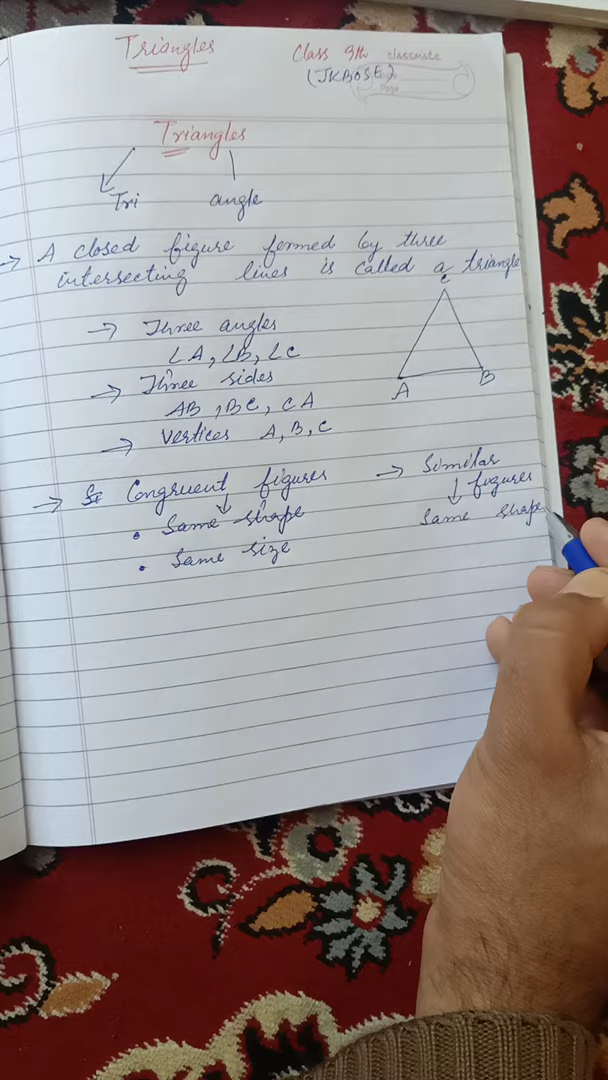 Triangles Class 9th classmate
(JKBOSE)
Page
Triangles
Tri angle
→ A closed figure formed by three
intersecting lines is called a triangle
C
→ Three angles
∠A, ∠B, ∠C
→ Three sides
A B
AB, BC, CA
→ Vertices A, B, C
→ Congruent figures → Similar
figures
• Same shape Same shape
• Same size